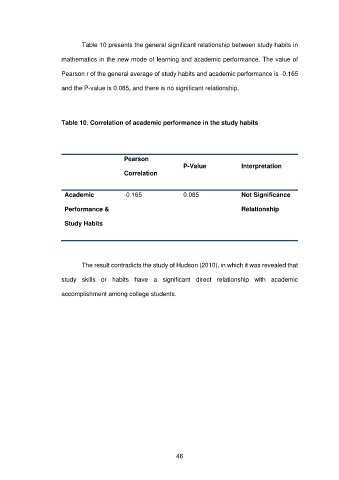 Table 10 presents the general significant relationship between study habits in
mathematics in the new mode of learning and academic performance. The value of
Pearson r of the general average of study habits and academic performance is -0.165
and the P-value is 0.085, and there is no significant relationship.
Table 10. Correlation of academic performance in the study habits
Pearson
Correlation
P-Value
Interpretation
Academic
Performance &
Study Habits
-0.165
0.085
Not Significance
Relationship
The result contradicts the study of Hudson (2010), in which it was revealed that
study skills or habits have a significant direct relationship with academic
accomplishment among college students.
46